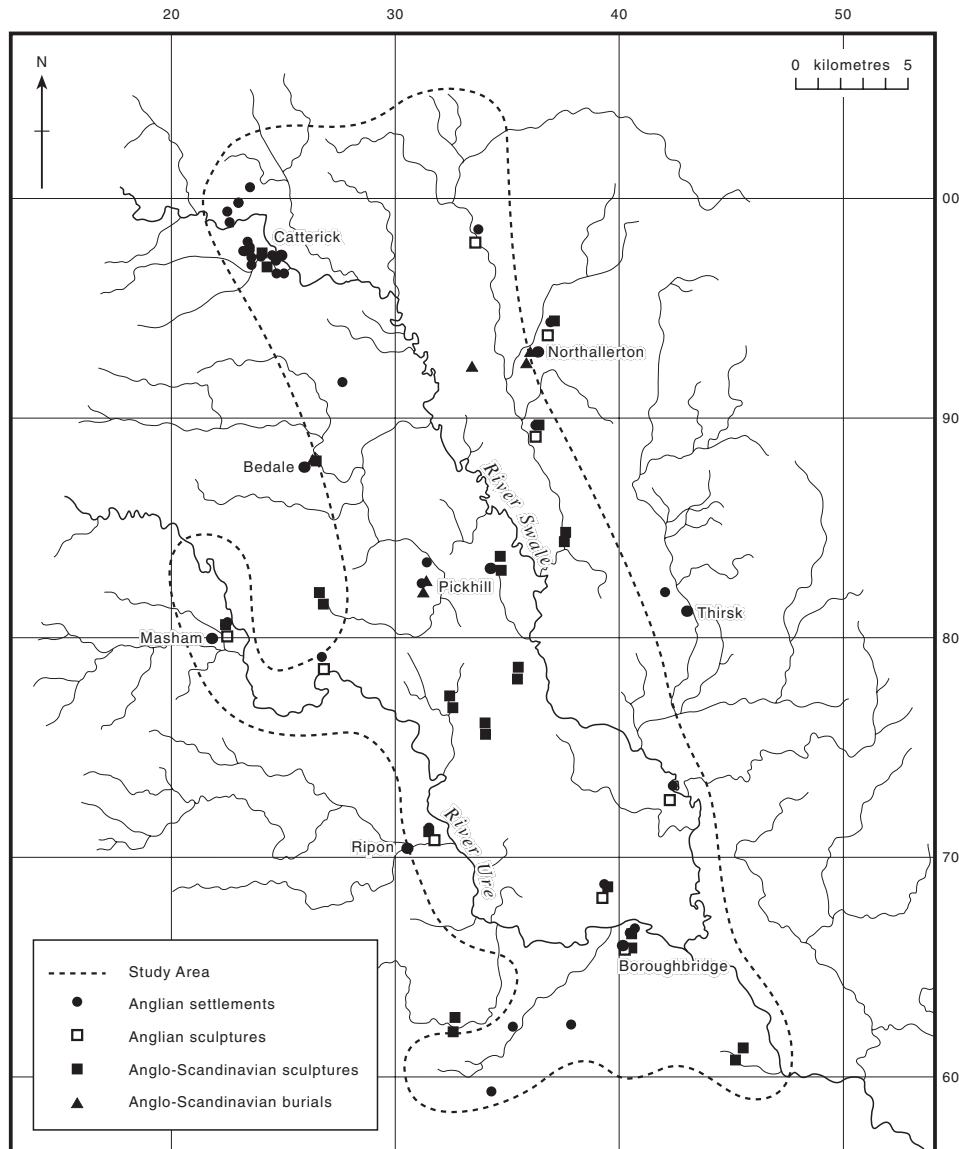 20 30 40 50
N
0 kilometres 5
00
Catterick
Northallerton
90
Bedale
River Swale
Pickhill
Thirsk
Masham
80
River Ure
Ripon
70
Boroughbridge
Study Area
Anglian settlements
Anglian sculptures
Anglo-Scandinavian sculptures
Anglo-Scandinavian burials
60